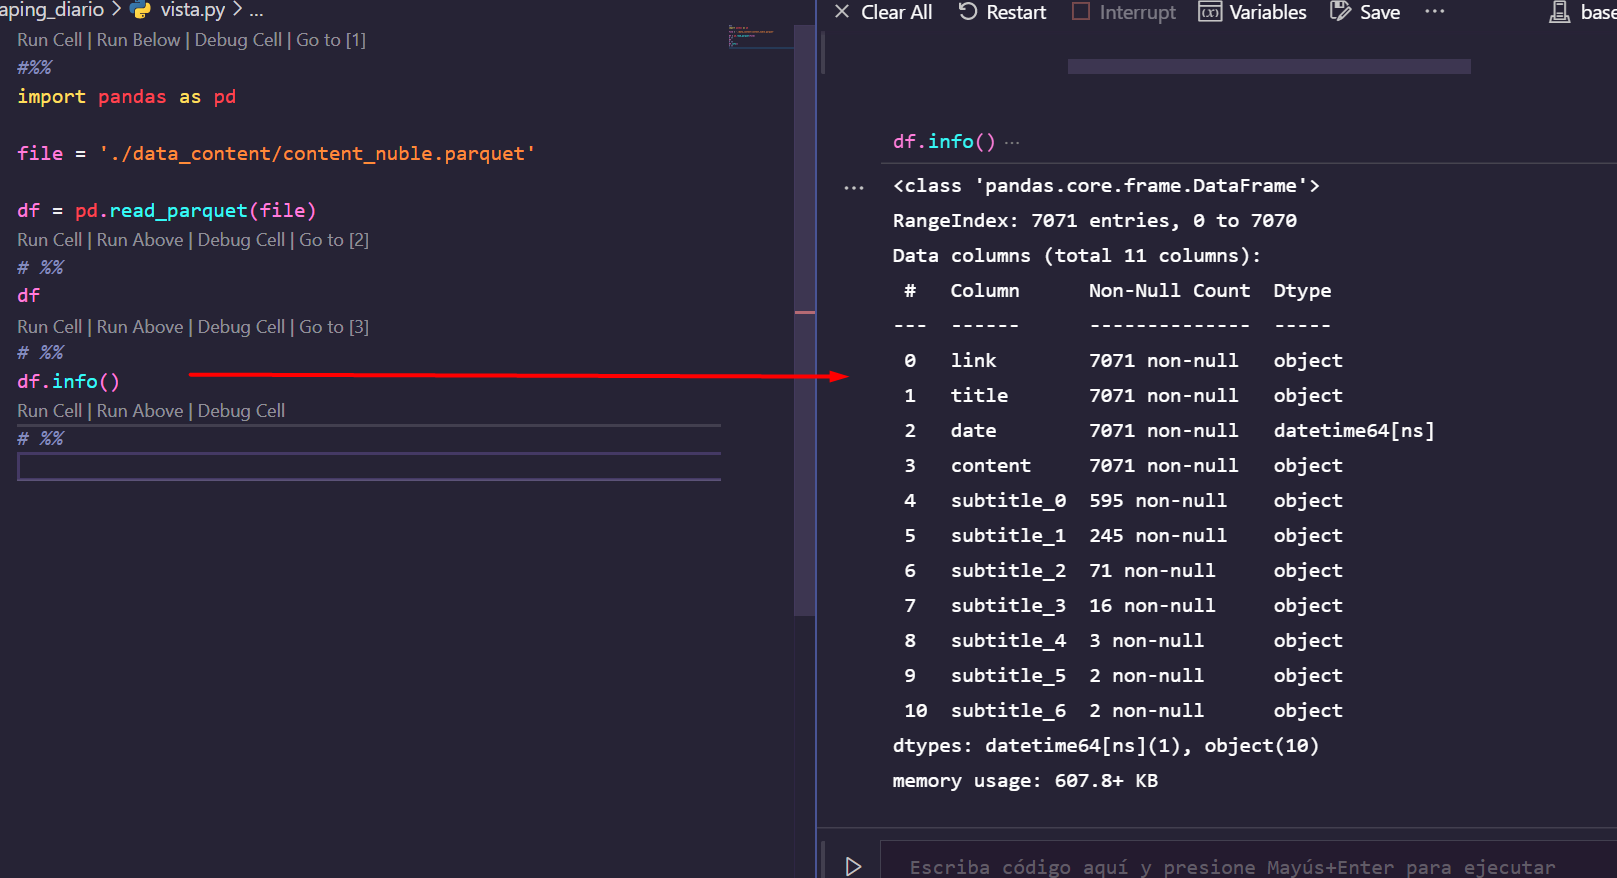 aping_diario > vista.py > ...
Run Cell | Run Below | Debug Cell | Go to [1]
#%%
import pandas as pd
file = './data_content/content_nuble.parquet'
df = pd.read_parquet(file)
Run Cell | Run Above | Debug Cell | Go to [2]
# %%
df
Run Cell | Run Above | Debug Cell | Go to [3]
# %%
df.info()
Run Cell | Run Above | Debug Cell
# %%
Clear All Restart Interrupt Variables Save ... base
df.info() ...
... <class 'pandas.core.frame.DataFrame'>
RangeIndex: 7071 entries, 0 to 7070
Data columns (total 11 columns):
# Column Non-Null Count Dtype
--- ------ -------------- -----
0 link 7071 non-null object
1 title 7071 non-null object
2 date 7071 non-null datetime64[ns]
3 content 7071 non-null object
4 subtitle_0 595 non-null object
5 subtitle_1 245 non-null object
6 subtitle_2 71 non-null object
7 subtitle_3 16 non-null object
8 subtitle_4 3 non-null object
9 subtitle_5 2 non-null object
10 subtitle_6 2 non-null object
dtypes: datetime64[ns](1), object(10)
memory usage: 607.8+ KB
Escriba código aquí y presione Mayús+Enter para ejecutar